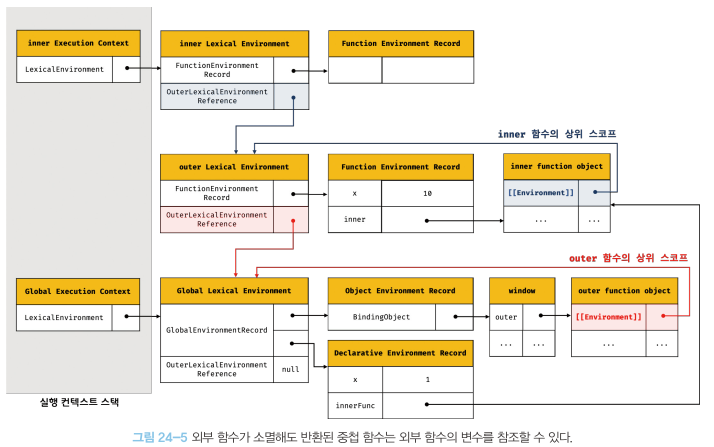 inner Execution Context
LexicalEnvironment
inner Lexical Environment
FunctionEnvironment
Record
OuterLexicalEnvironment
Reference
Function Environment Record
inner 함수의 상위 스코프
outer Lexical Environment
FunctionEnvironment
Record
OuterLexicalEnvironment
Reference
Function Environment Record
x
10
inner
inner function object
[[Environment]]
...
...
outer 함수의 상위 스코프
Global Execution Context
LexicalEnvironment
Global Lexical Environment
GlobalEnvironmentRecord
OuterLexicalEnvironment
Reference
null
Object Environment Record
BindingObject
window
outer
...
...
outer function object
[[Environment]]
...
...
Declarative Environment Record
x
1
innerFunc
실행 컨텍스트 스택
그림 24-5 외부 함수가 소멸해도 반환된 중첩 함수는 외부 함수의 변수를 참조할 수 있다.